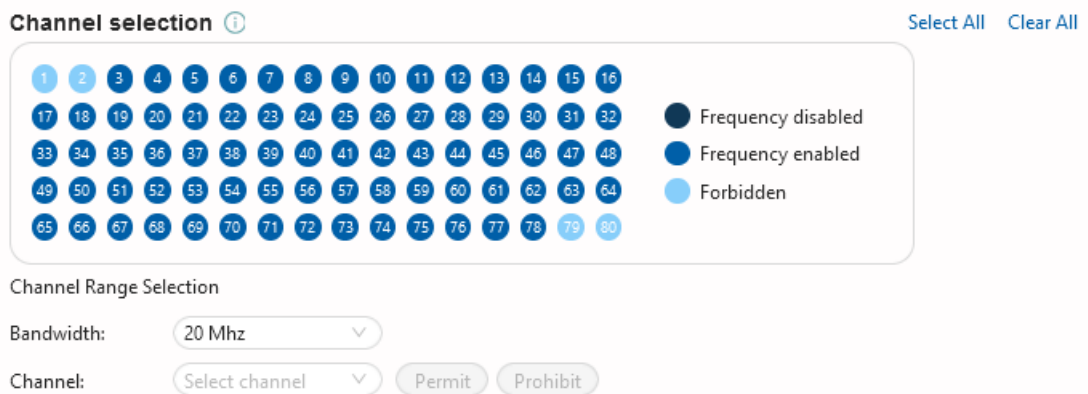 Channel selection Select All Clear All
1 2 3 4 5 6 7 8 9 10 11 12 13 14 15 16
17 18 19 20 21 22 23 24 25 26 27 28 29 30 31 32
33 34 35 36 37 38 39 40 41 42 43 44 45 46 47 48
49 50 51 52 53 54 55 56 57 58 59 60 61 62 63 64
65 66 67 68 69 70 71 72 73 74 75 76 77 78 79 80
Frequency disabled
Frequency enabled
Forbidden
Channel Range Selection
Bandwidth: 20 Mhz
Channel: Select channel Permit Prohibit